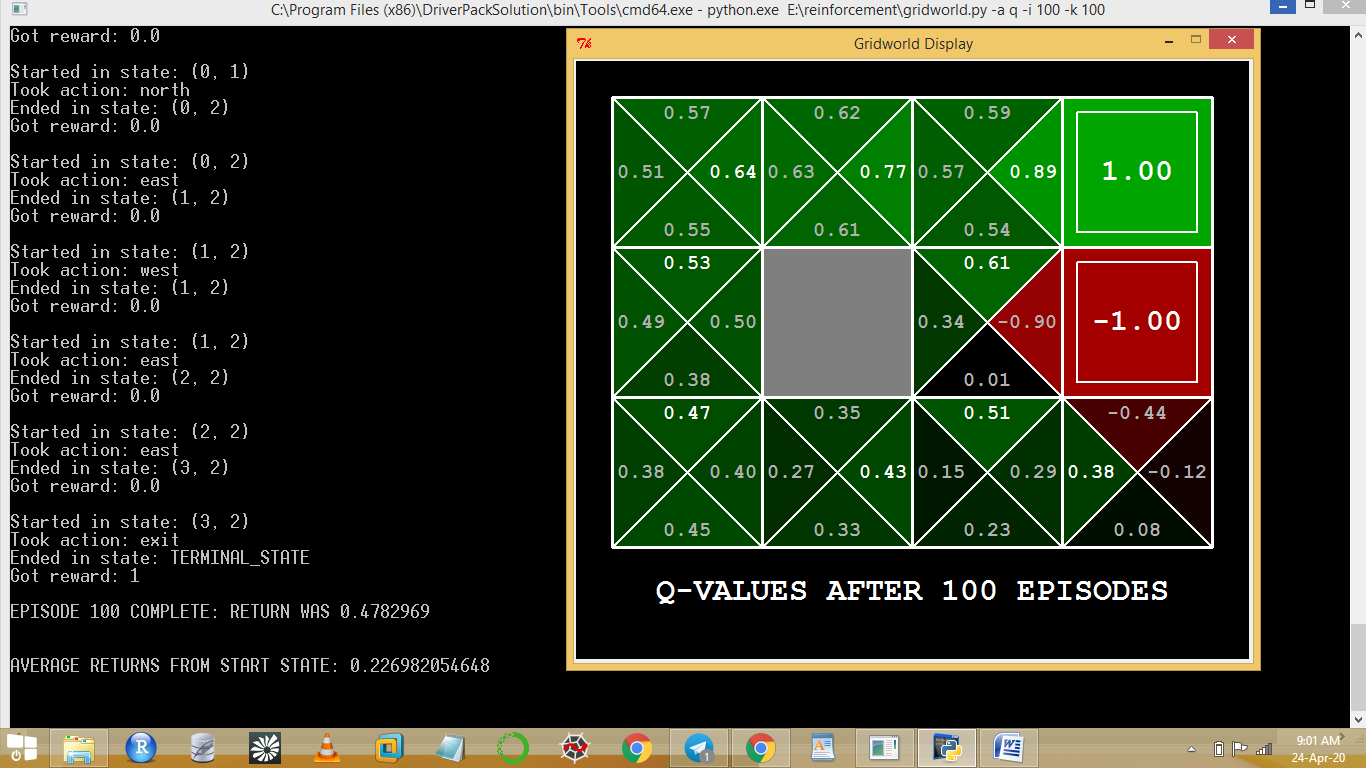 C:\Program Files (x86)\DriverPackSolution\bin\Tools\cmd64.exe - python.exe E:\reinforcement\gridworld.py -a q -i 100 -k 100
Got reward: 0.0
Started in state: (0, 1)
Took action: north
Ended in state: (0, 2)
Got reward: 0.0
Started in state: (0, 2)
Took action: east
Ended in state: (1, 2)
Got reward: 0.0
Started in state: (1, 2)
Took action: west
Ended in state: (1, 2)
Got reward: 0.0
Started in state: (1, 2)
Took action: east
Ended in state: (2, 2)
Got reward: 0.0
Started in state: (2, 2)
Took action: east
Ended in state: (3, 2)
Got reward: 0.0
Started in state: (3, 2)
Took action: exit
Ended in state: TERMINAL_STATE
Got reward: 1
EPISODE 100 COMPLETE: RETURN WAS 0.4782969
AVERAGE RETURNS FROM START STATE: 0.226982054648
Gridworld Display
0.57 0.62 0.59
0.51 0.64 0.63 0.77 0.57 0.89 1.00
0.55 0.61 0.54
0.53 0.61
0.49 0.50 0.34 -0.90 -1.00
0.38 0.01
0.47 0.35 0.51 -0.44
0.38 0.40 0.27 0.43 0.15 0.29 0.38 -0.12
0.45 0.33 0.23 0.08
Q-VALUES AFTER 100 EPISODES
9:01 AM
24-Apr-20